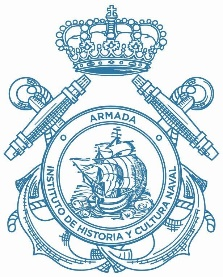 ARMADA
INSTITUTO DE HISTORIA Y CULTURA NAVAL